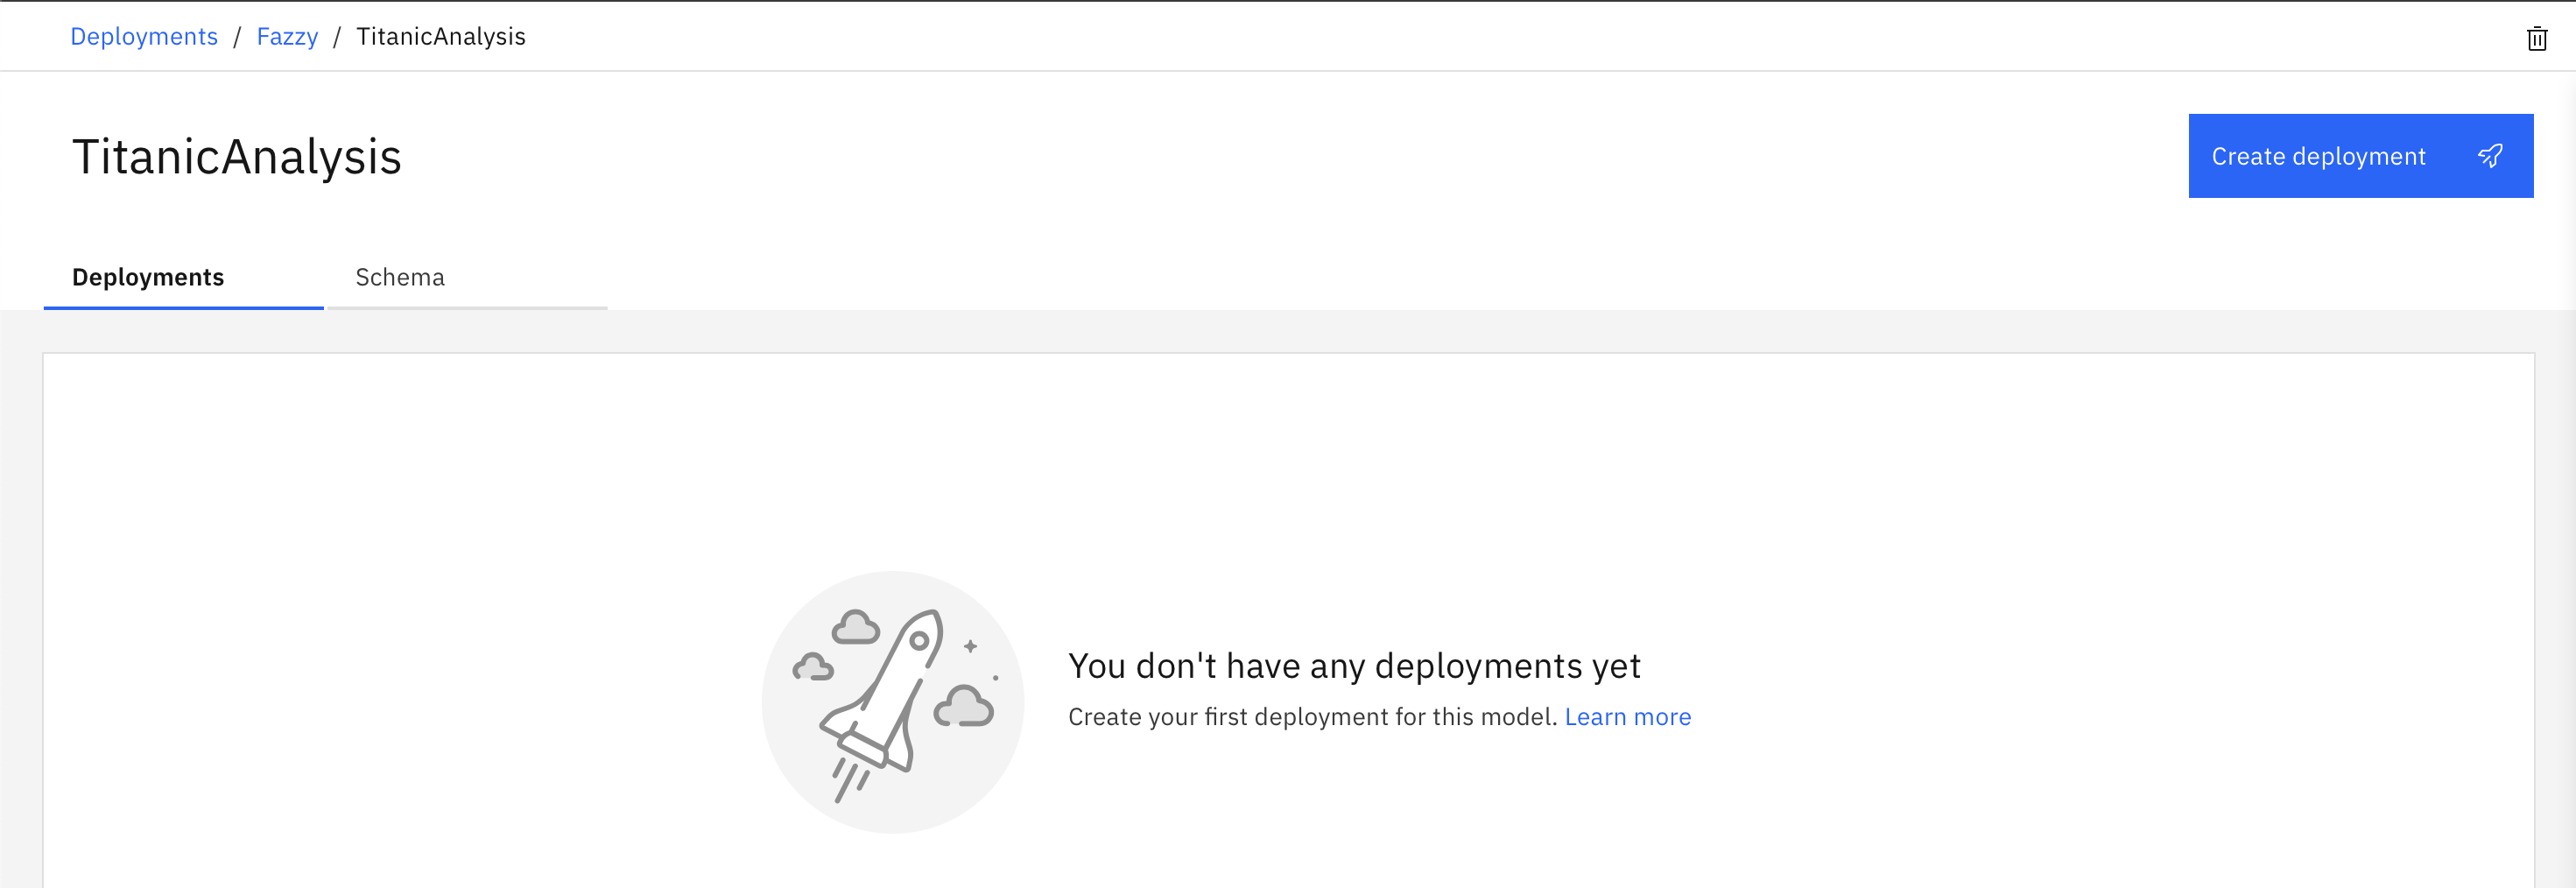 Deployments / Fazzy / TitanicAnalysis
TitanicAnalysis
Create deployment
Deployments
Schema
You don't have any deployments yet
Create your first deployment for this model. Learn more